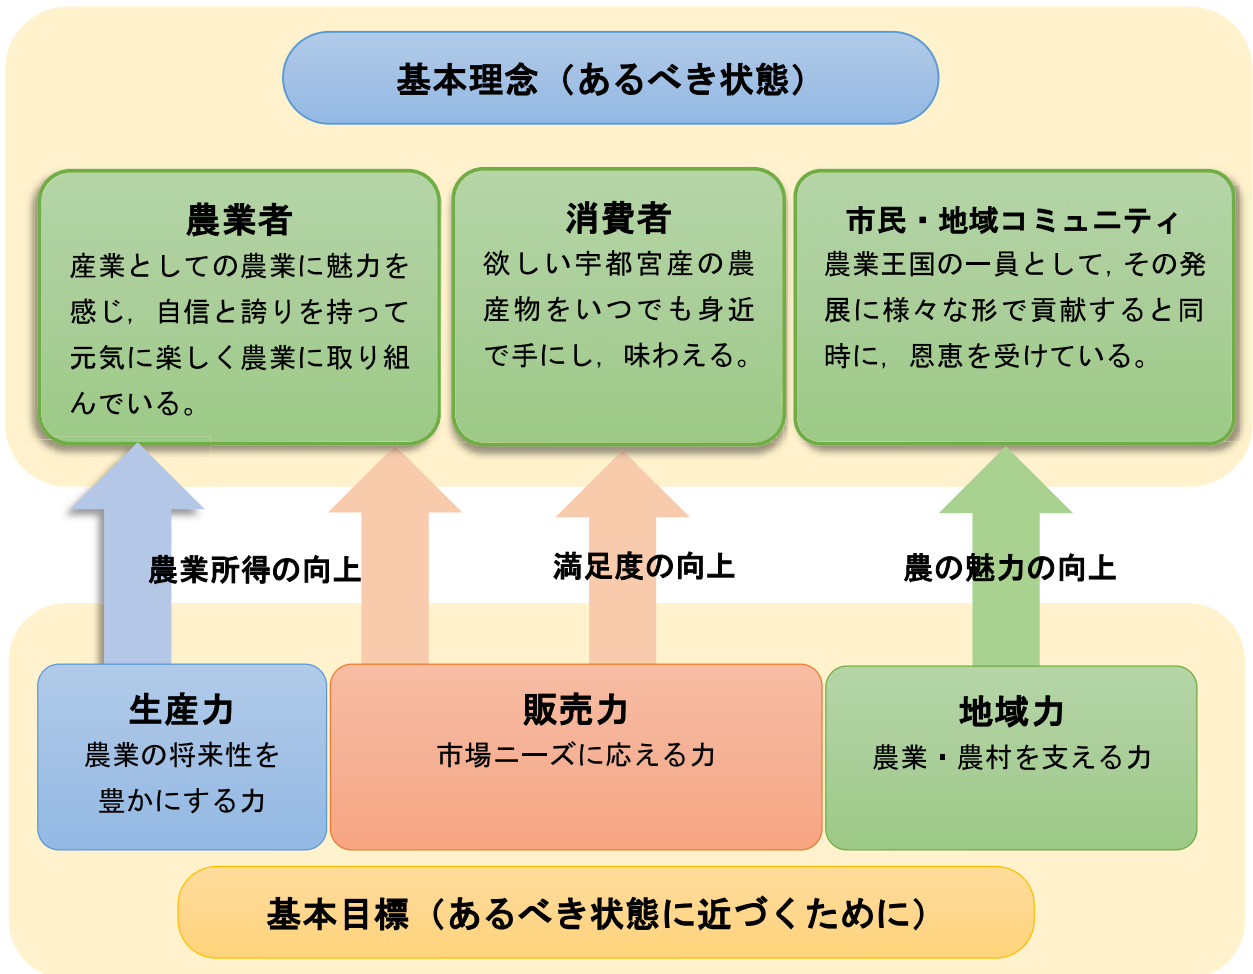 基本理念（あるべき状態）
農業者
産業としての農業に魅力を
感じ，自信と誇りを持って
元気に楽しく農業に取り組
んでいる。
消費者
欲しい宇都宮産の農
産物をいつでも身近
で手にし，味わえる。
市民・地域コミュニティ
農業王国の一員として，その発
展に様々な形で貢献すると同
時に，恩恵を受けている。
農業所得の向上
満足度の向上
農の魅力の向上
生産力
農業の将来性を
豊かにする力
販売力
市場ニーズに応える力
地域力
農業・農村を支える力
基本目標（あるべき状態に近づくために）